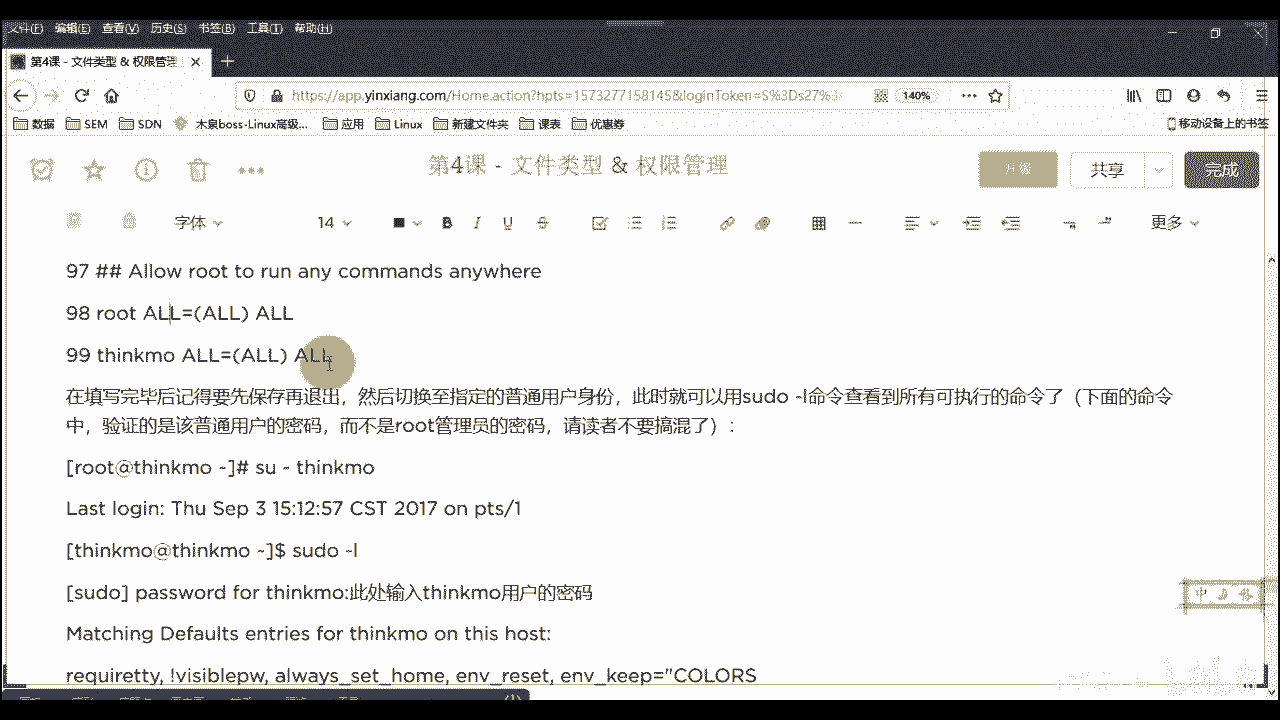 文件(F) 编辑(E) 查看(V) 历史(S) 书签(B) 工具(T) 帮助(H)
第4课 - 文件类型 & 权限管理
https://app.yinxiang.com/Home.action?hpts=1573277158145&loginToken=S%3Ds27%3 140%
数据 SEM SDN 木泉boss-Linux高级... 应用 Linux 新建文件夹 课表 优惠券 移动设备上的书签
第4课 - 文件类型 & 权限管理 升级 共享 完成
字体 14 B I U 更多
97 ## Allow root to run any commands anywhere
98 root ALL=(ALL) ALL
99 thinkmo ALL=(ALL) ALL
在填写完毕后记得要先保存再退出，然后切换至指定的普通用户身份，此时就可以用sudo -l命令查看到所有可执行的命令了（下面的命令
中，验证的是该普通用户的密码，而不是root管理员的密码，请读者不要搞混了）：
[root@thinkmo ~]# su - thinkmo
Last login: Thu Sep 3 15:12:57 CST 2017 on pts/1
[thinkmo@thinkmo ~]$ sudo -l
[sudo] password for thinkmo:此处输入thinkmo用户的密码
Matching Defaults entries for thinkmo on this host:
requiretty, !visiblepw, always_set_home, env_reset, env_keep="COLORS